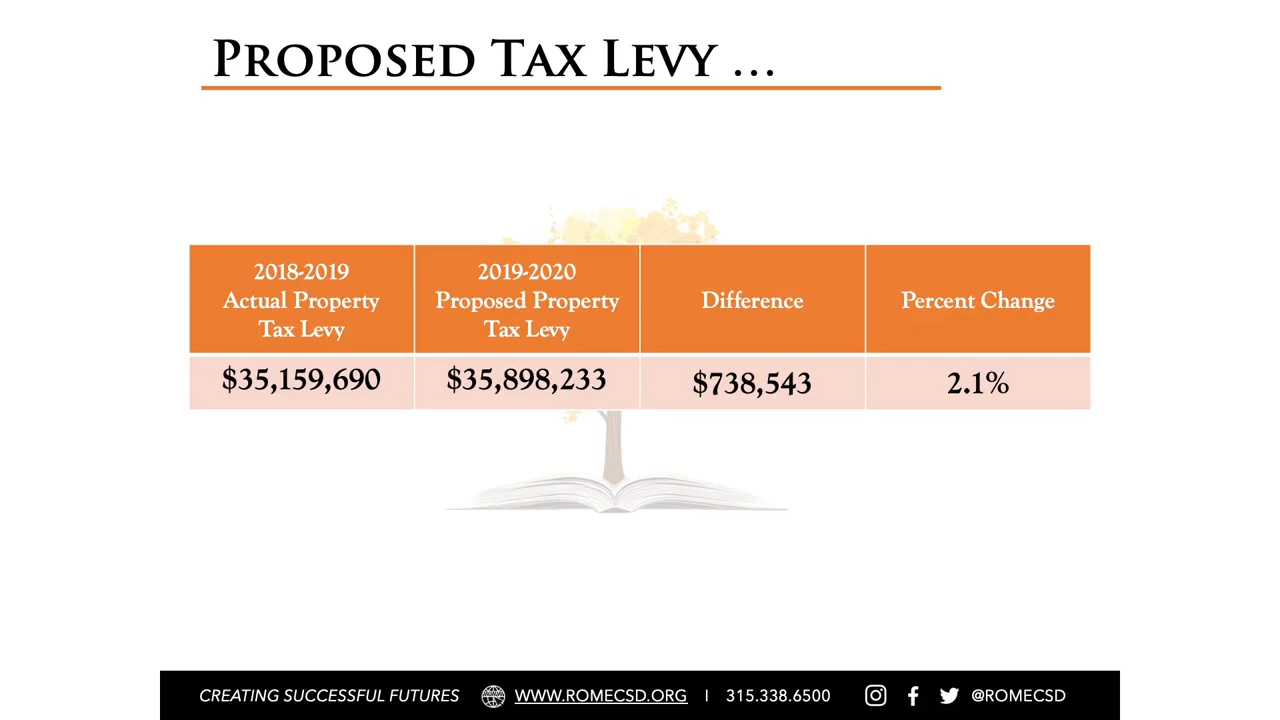 PROPOSED TAX LEVY ...
2018-2019
Actual Property
Tax Levy
2019-2020
Proposed Property
Tax Levy
Difference
Percent Change
$35,159,690
$35,898,233
$738,543
2.1%
CREATING SUCCESSFUL FUTURES WWW.ROMECSD.ORG | 315.338.6500 @ROMECSD